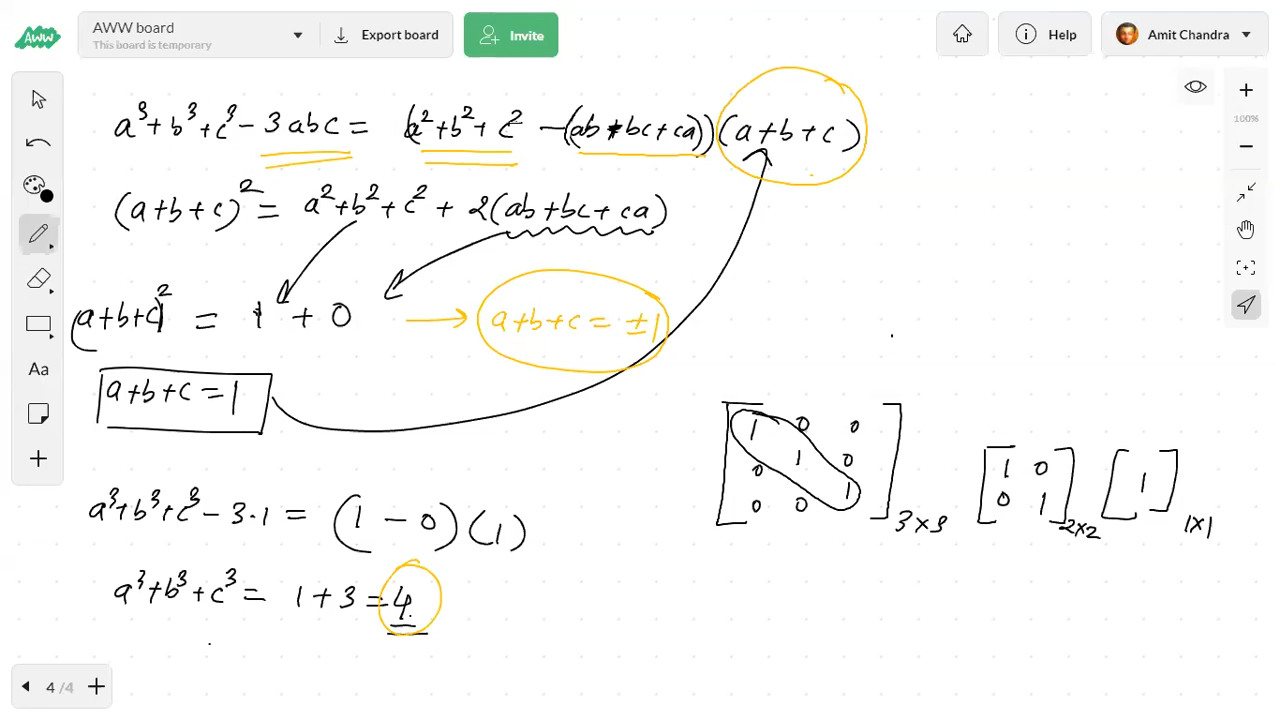 AWW
AWW board
This board is temporary
Export board
Invite
Help
Amit Chandra
a³+b³+c³-3abc = (a²+b²+c²-(ab+bc+ca))(a+b+c)
(a+b+c)² = a²+b²+c²+2(ab+bc+ca)
(a+b+c)² = 1 + 0 → a+b+c = ±1
a+b+c = 1
a³+b³+c³-3·1 = (1-0)(1)
a³+b³+c³ = 1+3 = 4
1 0 0
0 1 0
0 0 1
3×3
1 0
0 1
2×2
1
1×1
100%
Aa
4 /4